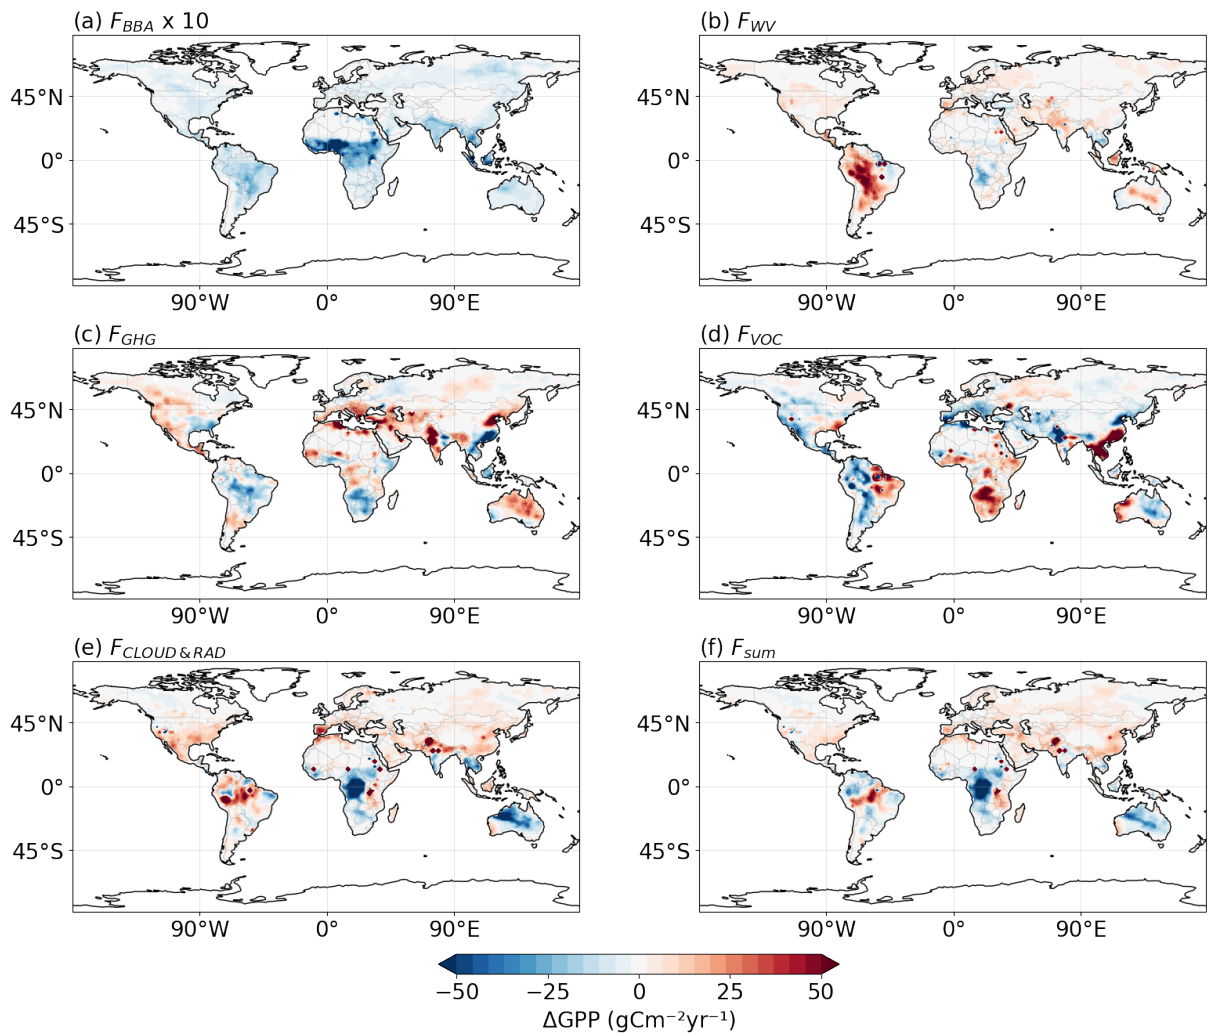 (a) F_BBA x 10
(b) F_WV
45°N
0°
45°S
45°N
0°
45°S
90°W 0° 90°E
90°W 0° 90°E
(c) F_GHG
(d) F_VOC
45°N
0°
45°S
45°N
0°
45°S
90°W 0° 90°E
90°W 0° 90°E
(e) F_CLOUD & RAD
(f) F_sum
45°N
0°
45°S
45°N
0°
45°S
90°W 0° 90°E
90°W 0° 90°E
−50 −25 0 25 50
ΔGPP (gCm⁻²yr⁻¹)